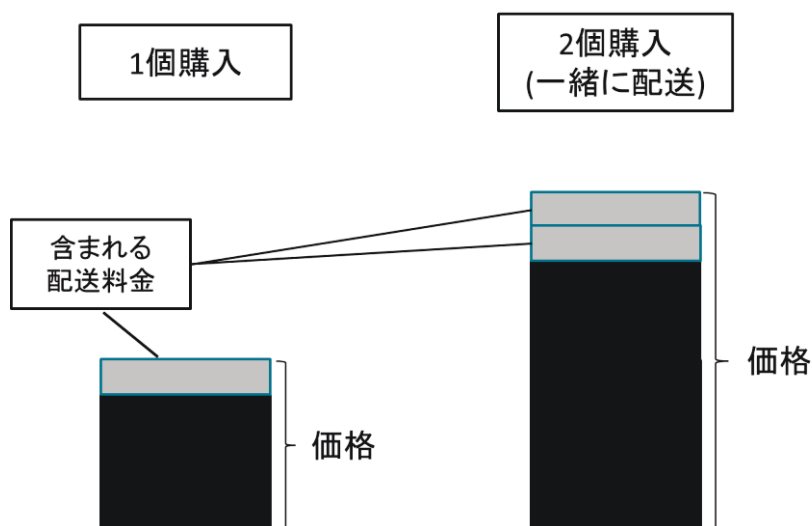 1個購入
2個購入
(一緒に配送)
含まれる
配送料金
価格
価格